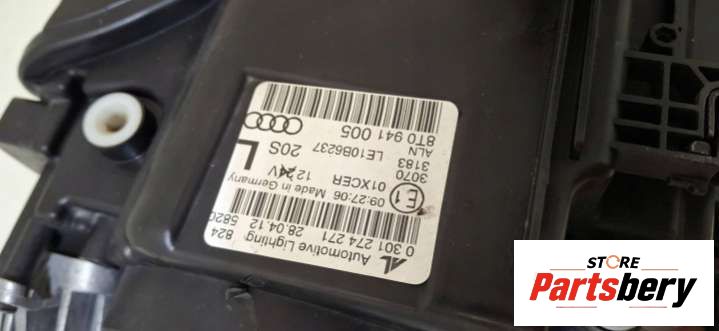 8T0 941 005
ALN LE10B6237 20S L
3183
3070 01XCER 12V
E1
09:27:06 Made in Germany
0 301 274 271
28.04.12 5820
AL Automotive Lighting 824
STORE
Partsbery